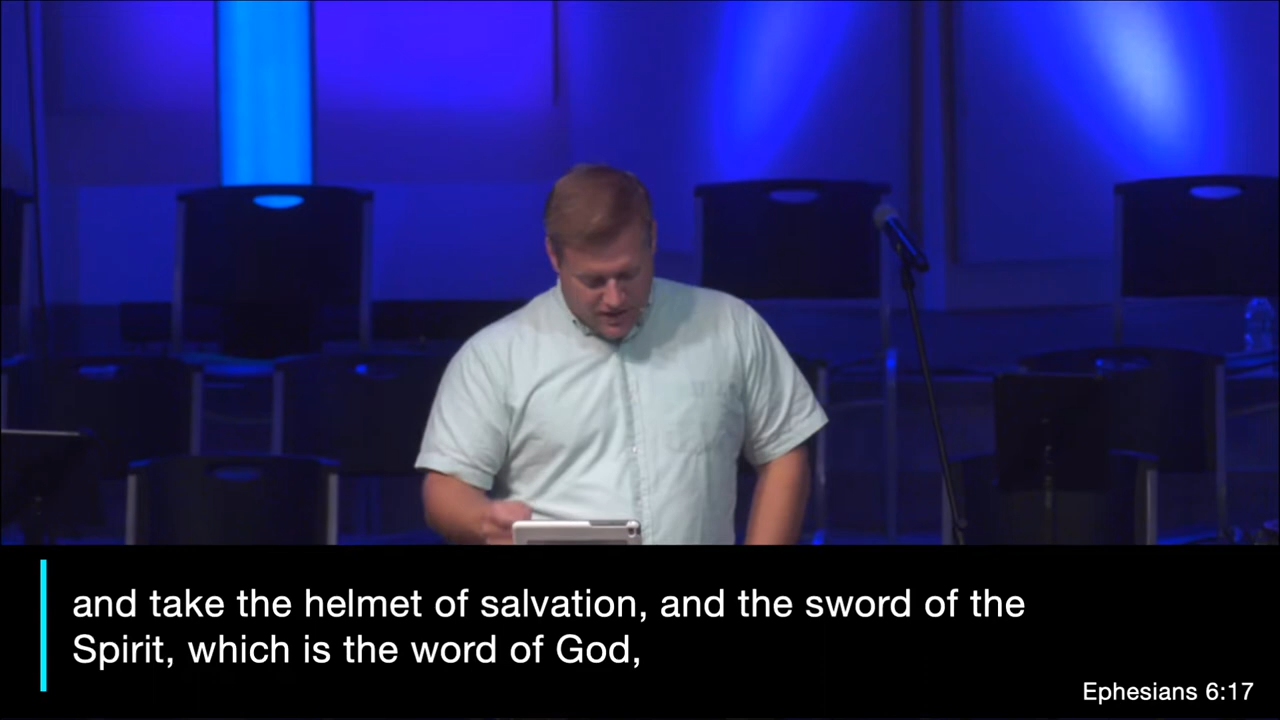 and take the helmet of salvation, and the sword of the
Spirit, which is the word of God,
Ephesians 6:17